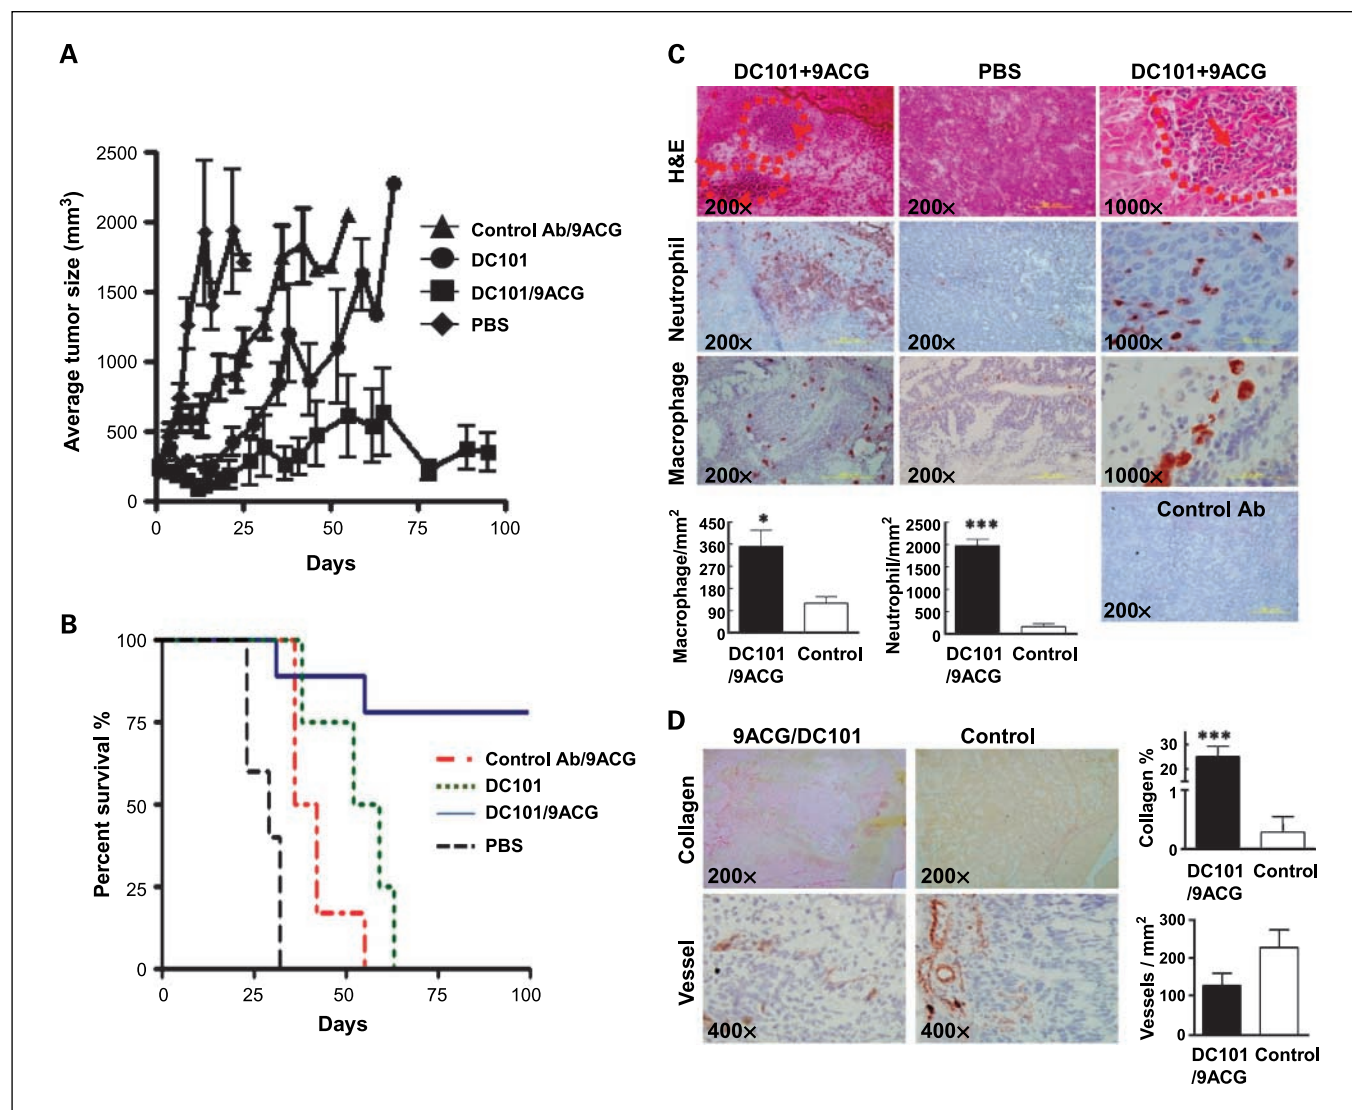 A
2500
2000
1500
1000
500
0
Average tumor size (mm³)
0 25 50 75 100
Days
Control Ab/9ACG
DC101
DC101/9ACG
PBS
B
100
75
50
25
0
Percent survival %
0 25 50 75 100
Days
Control Ab/9ACG
DC101
DC101/9ACG
PBS
C
DC101+9ACG PBS DC101+9ACG
H&E
200× 200× 1000×
Neutrophil
200× 200× 1000×
Macrophage
200× 200× 1000×
Control Ab
200×
Macrophage/mm²
450
360
270
180
90
0
*
DC101
/9ACG
Control
Neutrophil/mm²
2500
2000
1500
1000
500
0
***
DC101
/9ACG
Control
D
9ACG/DC101 Control
Collagen
200× 200×
Vessel
400× 400×
Collagen %
30
20
1
0
***
DC101
/9ACG
Control
Vessels / mm²
300
200
100
0
DC101
/9ACG
Control